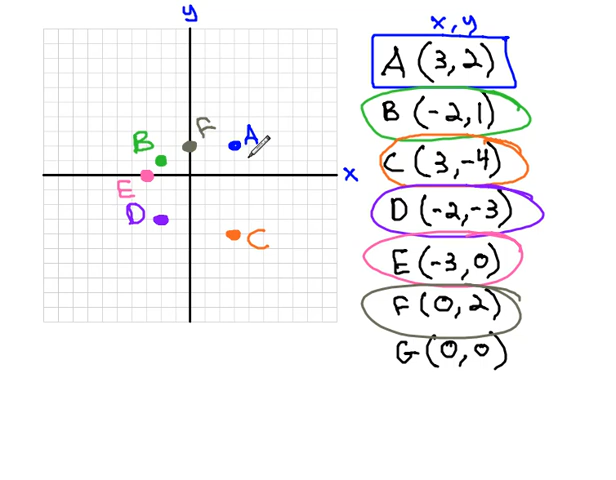 y
x, y
A (3, 2)
B (-2, 1)
C (3, -4)
D (-2, -3)
E (-3, 0)
F (0, 2)
G (0, 0)
F
A
B
x
E
D
C